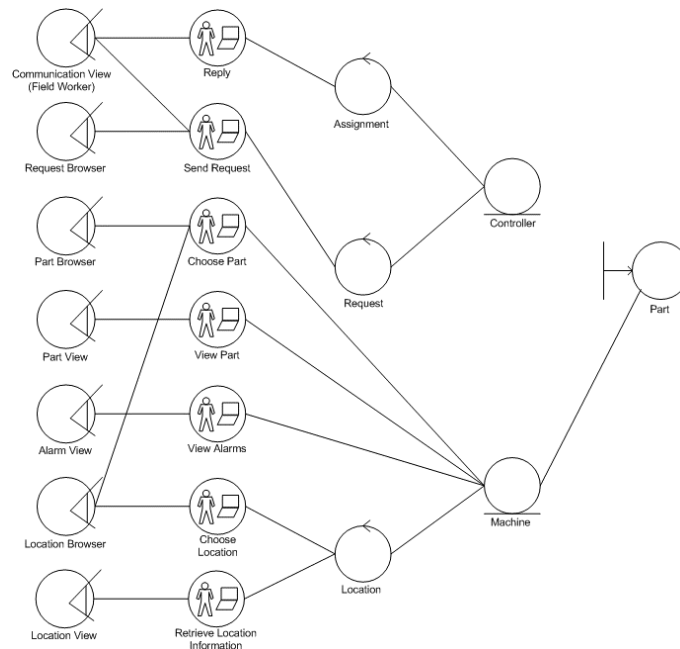 Communication View
(Field Worker)
Reply
Assignment
Request Browser
Send Request
Controller
Part Browser
Choose Part
Request
Part
Part View
View Part
Alarm View
View Alarms
Machine
Location Browser
Choose
Location
Location
Location View
Retrieve Location
Information